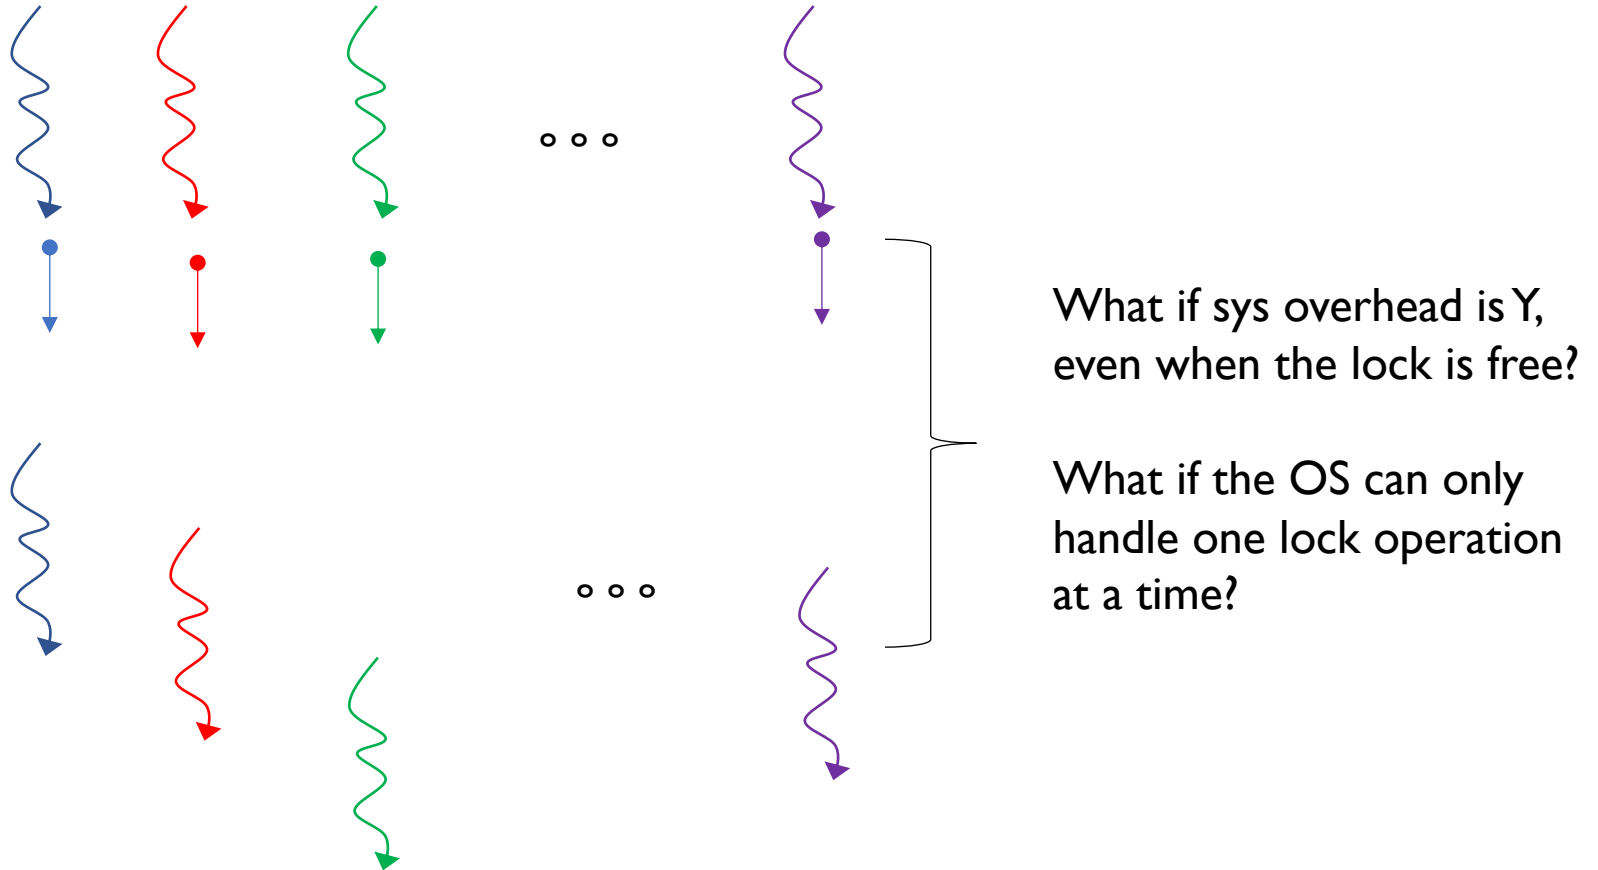 What if sys overhead is Y,
even when the lock is free?
What if the OS can only
handle one lock operation
at a time?